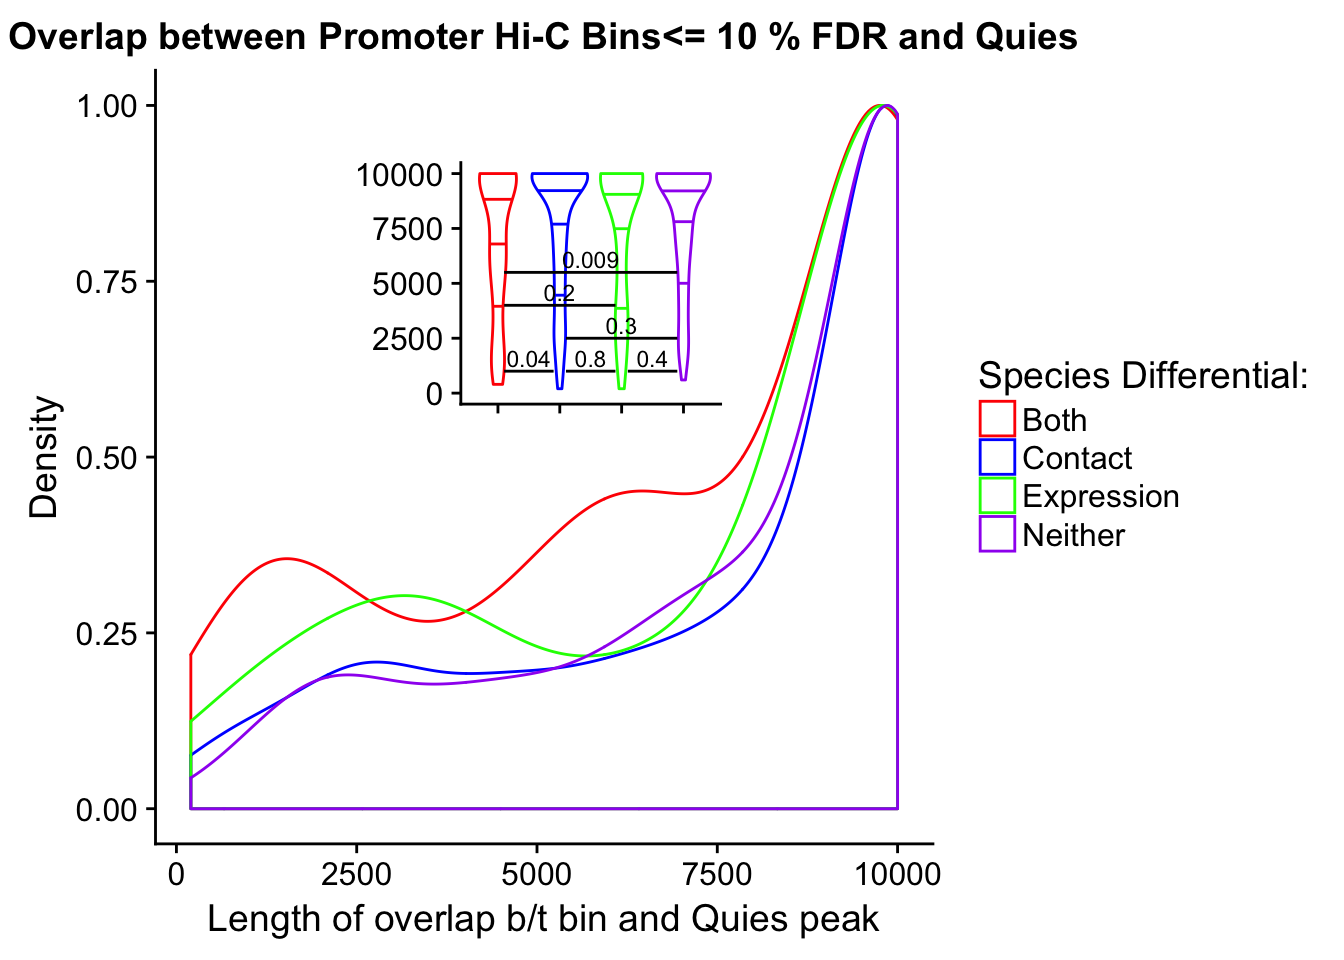 Overlap between Promoter Hi-C Bins<= 10 % FDR and Quies
1.00
0.75
0.50
0.25
0.00
Density
10000
7500
5000
2500
0
0.009
0.2
0.3
0.04 0.8 0.4
Species Differential:
Both
Contact
Expression
Neither
0 2500 5000 7500 10000
Length of overlap b/t bin and Quies peak